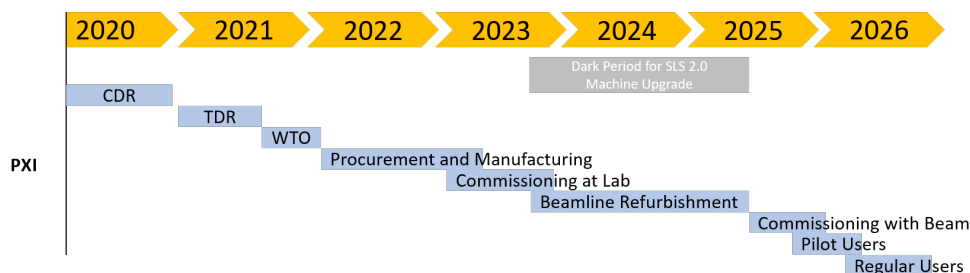 2020 2021 2022 2023 2024 2025 2026
Dark Period for SLS 2.0
Machine Upgrade
CDR
TDR
WTO
Procurement and Manufacturing
PXI
Commissioning at Lab
Beamline Refurbishment
Commissioning with Beam
Pilot Users
Regular Users